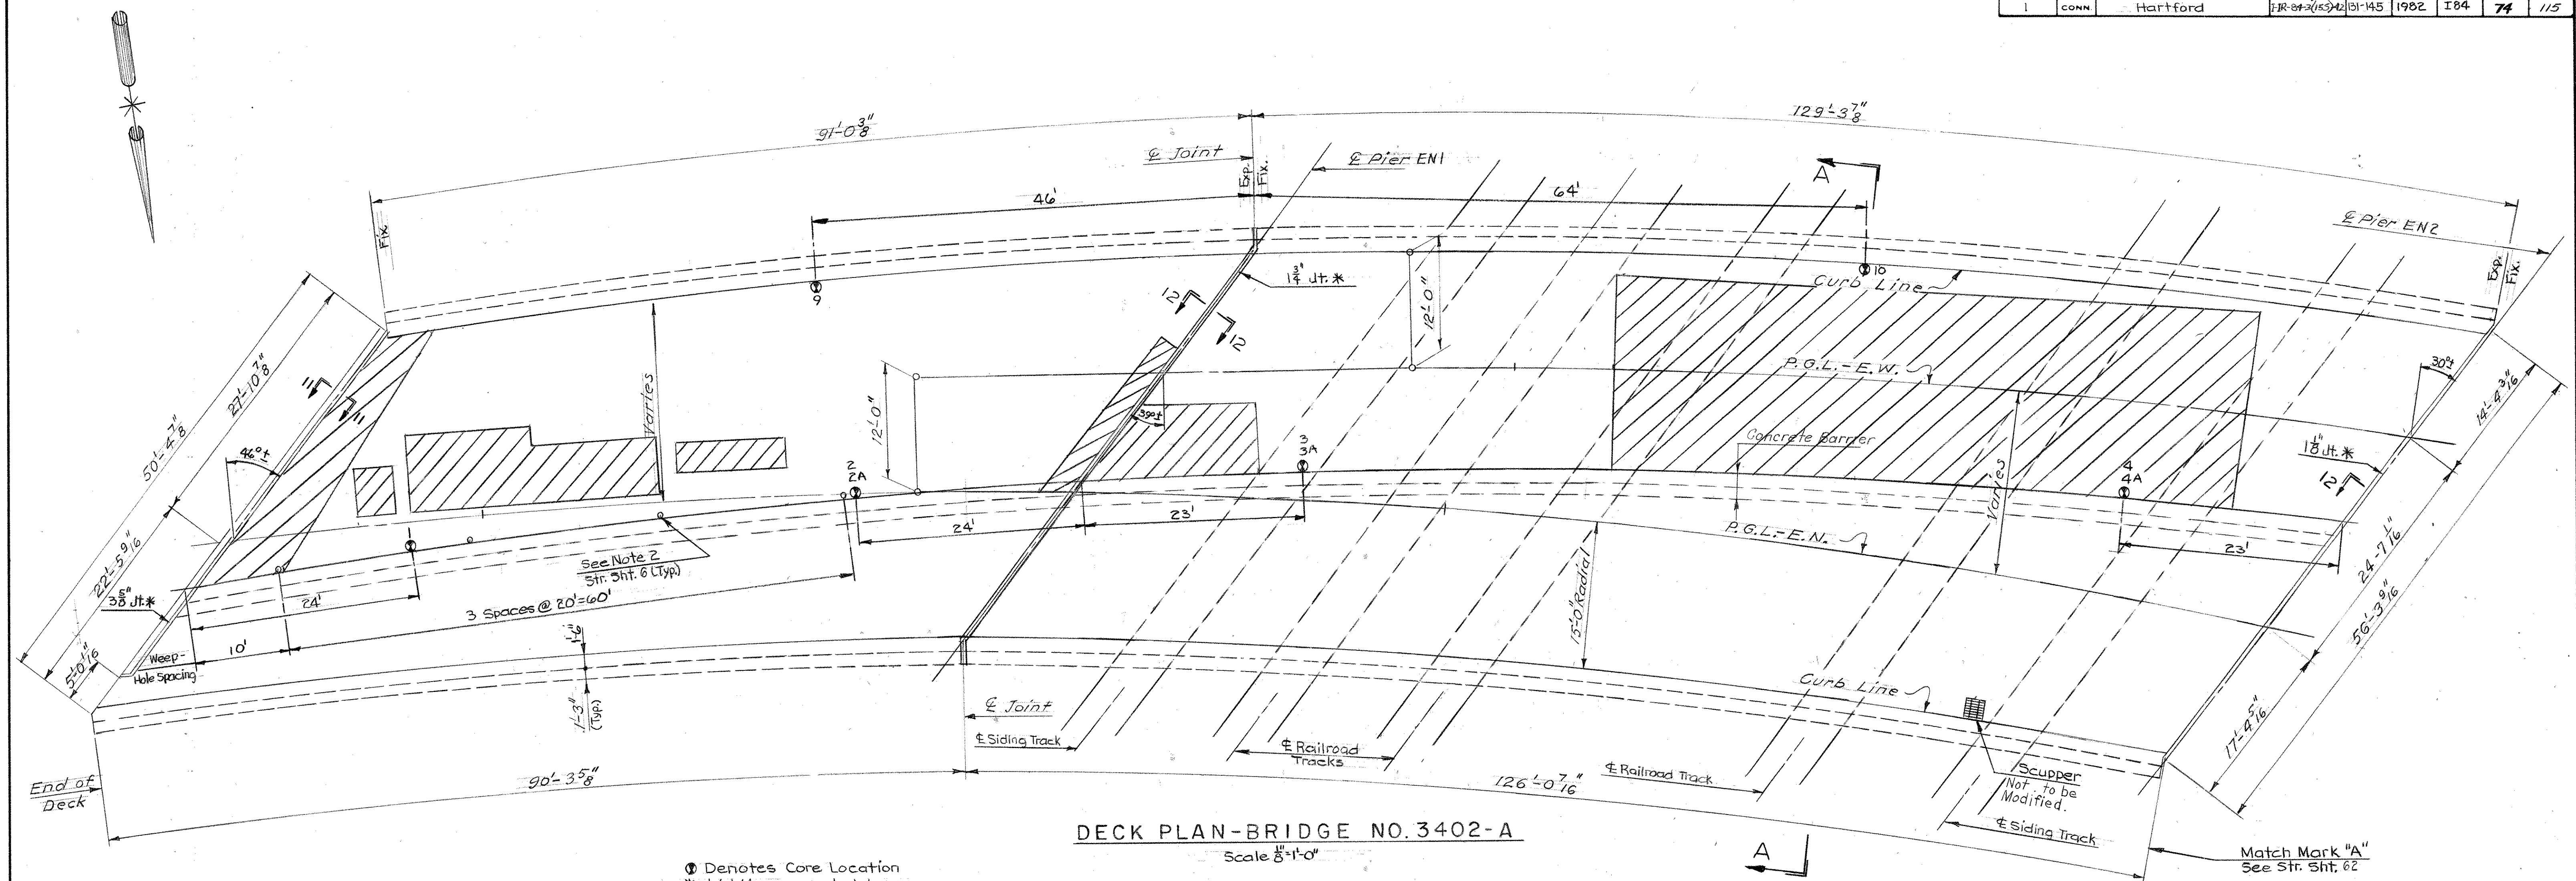 1 CONN. Hartford I-IR-84-2(155)42 131-145 1982 I84 74 115
129'-3 7/8"
91'-0 3/8"
℄ Joint
Exp.
Fix.
℄ Pier EN1
A
46'
64'
℄ Pier EN2
Fix.
Exp.
Fix.
9
10
1 3/4" Jt.*
Curb Line
12
12
12'-0"
27'-10 7/8"
50'-4 7/8"
11
11
Varies
P.G.L.-E.W.
30°±
14'-4 3/16"
12'-0"
39°±
Concrete Barrier
46°±
2
2A
3
3A
4
4A
1 1/8" Jt.*
12
24'
23'
Varies
P.G.L.-E.N.
23'
24'-7 1/16"
56'-3 9/16"
See Note 2
Str. Sht. 6 (Typ.)
22'-5 9/16"
3 5/8" Jt.*
24'
3 Spaces @ 20'=60'
15'-0" Radial
10'
1'-6"
5'-0 1/16"
Weep-
Hole Spacing
1'-3"
(Typ.)
Curb Line
17'-4 5/16"
℄ Joint
℄ Siding Track
℄ Railroad
Tracks
℄ Railroad Track
Scupper
Not to be
Modified.
℄ Siding Track
End of
Deck
90'-3 5/8"
126'-0 7/16"
DECK PLAN-BRIDGE NO. 3402-A
Scale 1/8"=1'-0"
A
Match Mark "A"
See Str. Sht. 62
Denotes Core Location